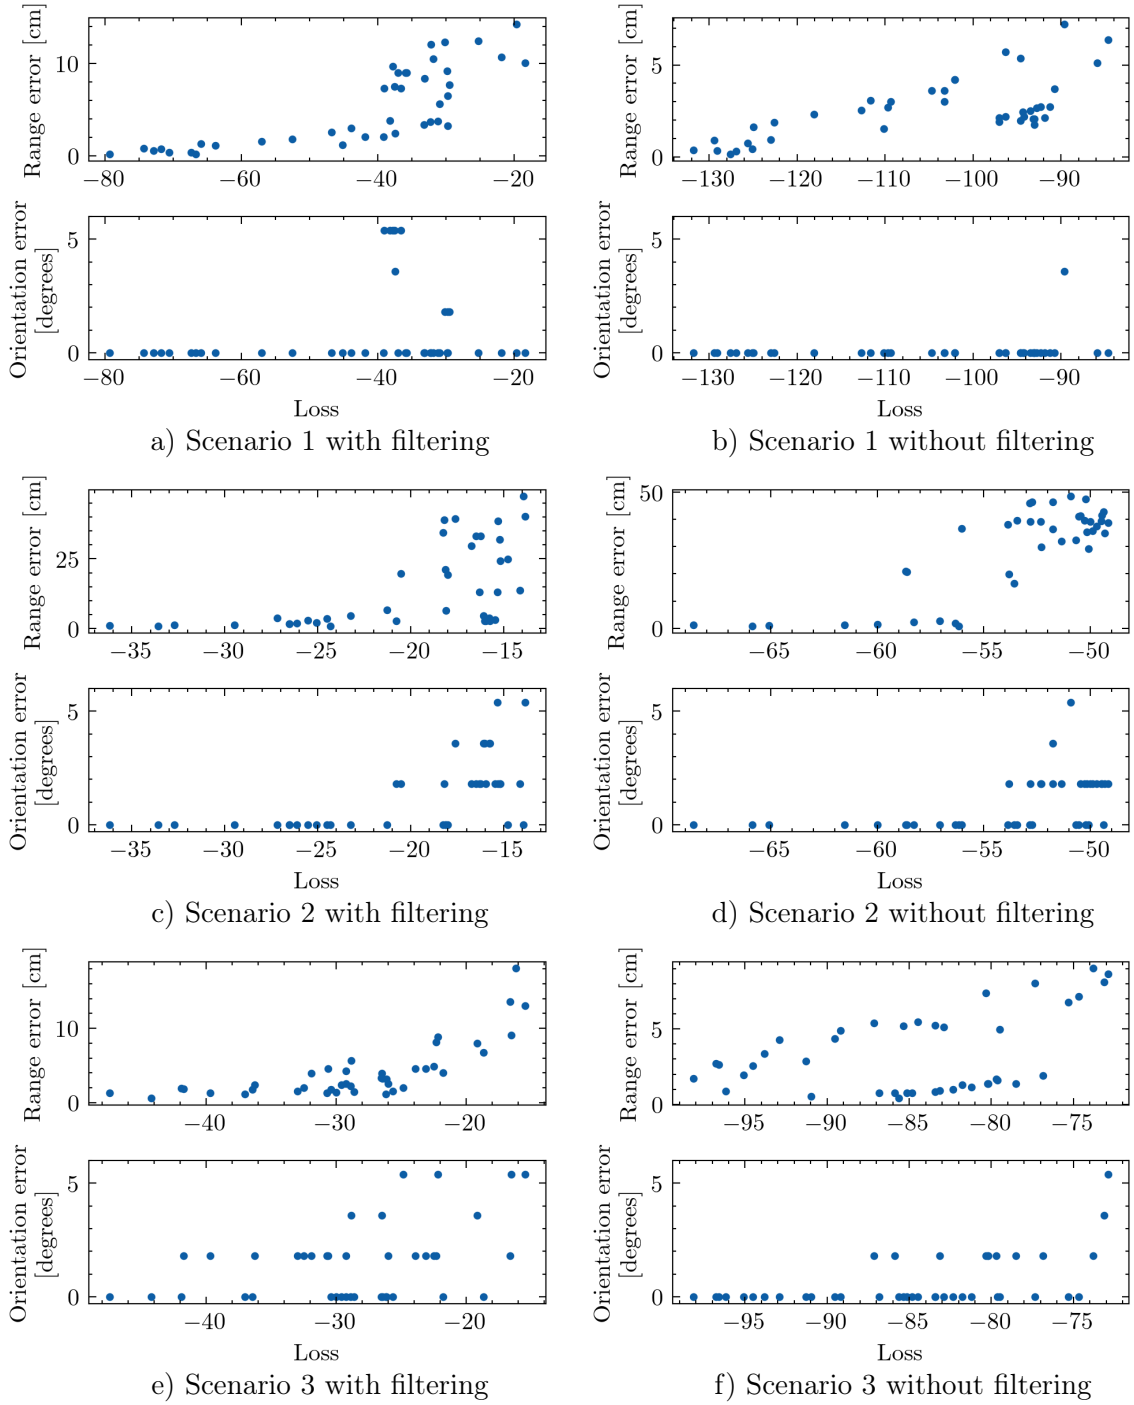 Range error [cm]
10
0
−80 −60 −40 −20
Orientation error
[degrees]
5
0
−80 −60 −40 −20
Loss
a) Scenario 1 with filtering
Range error [cm]
5
0
−130 −120 −110 −100 −90
Orientation error
[degrees]
5
0
−130 −120 −110 −100 −90
Loss
b) Scenario 1 without filtering
Range error [cm]
25
0
−35 −30 −25 −20 −15
Orientation error
[degrees]
5
0
−35 −30 −25 −20 −15
Loss
c) Scenario 2 with filtering
Range error [cm]
50
0
−65 −60 −55 −50
Orientation error
[degrees]
5
0
−65 −60 −55 −50
Loss
d) Scenario 2 without filtering
Range error [cm]
10
0
−40 −30 −20
Orientation error
[degrees]
5
0
−40 −30 −20
Loss
e) Scenario 3 with filtering
Range error [cm]
5
0
−95 −90 −85 −80 −75
Orientation error
[degrees]
5
0
−95 −90 −85 −80 −75
Loss
f) Scenario 3 without filtering